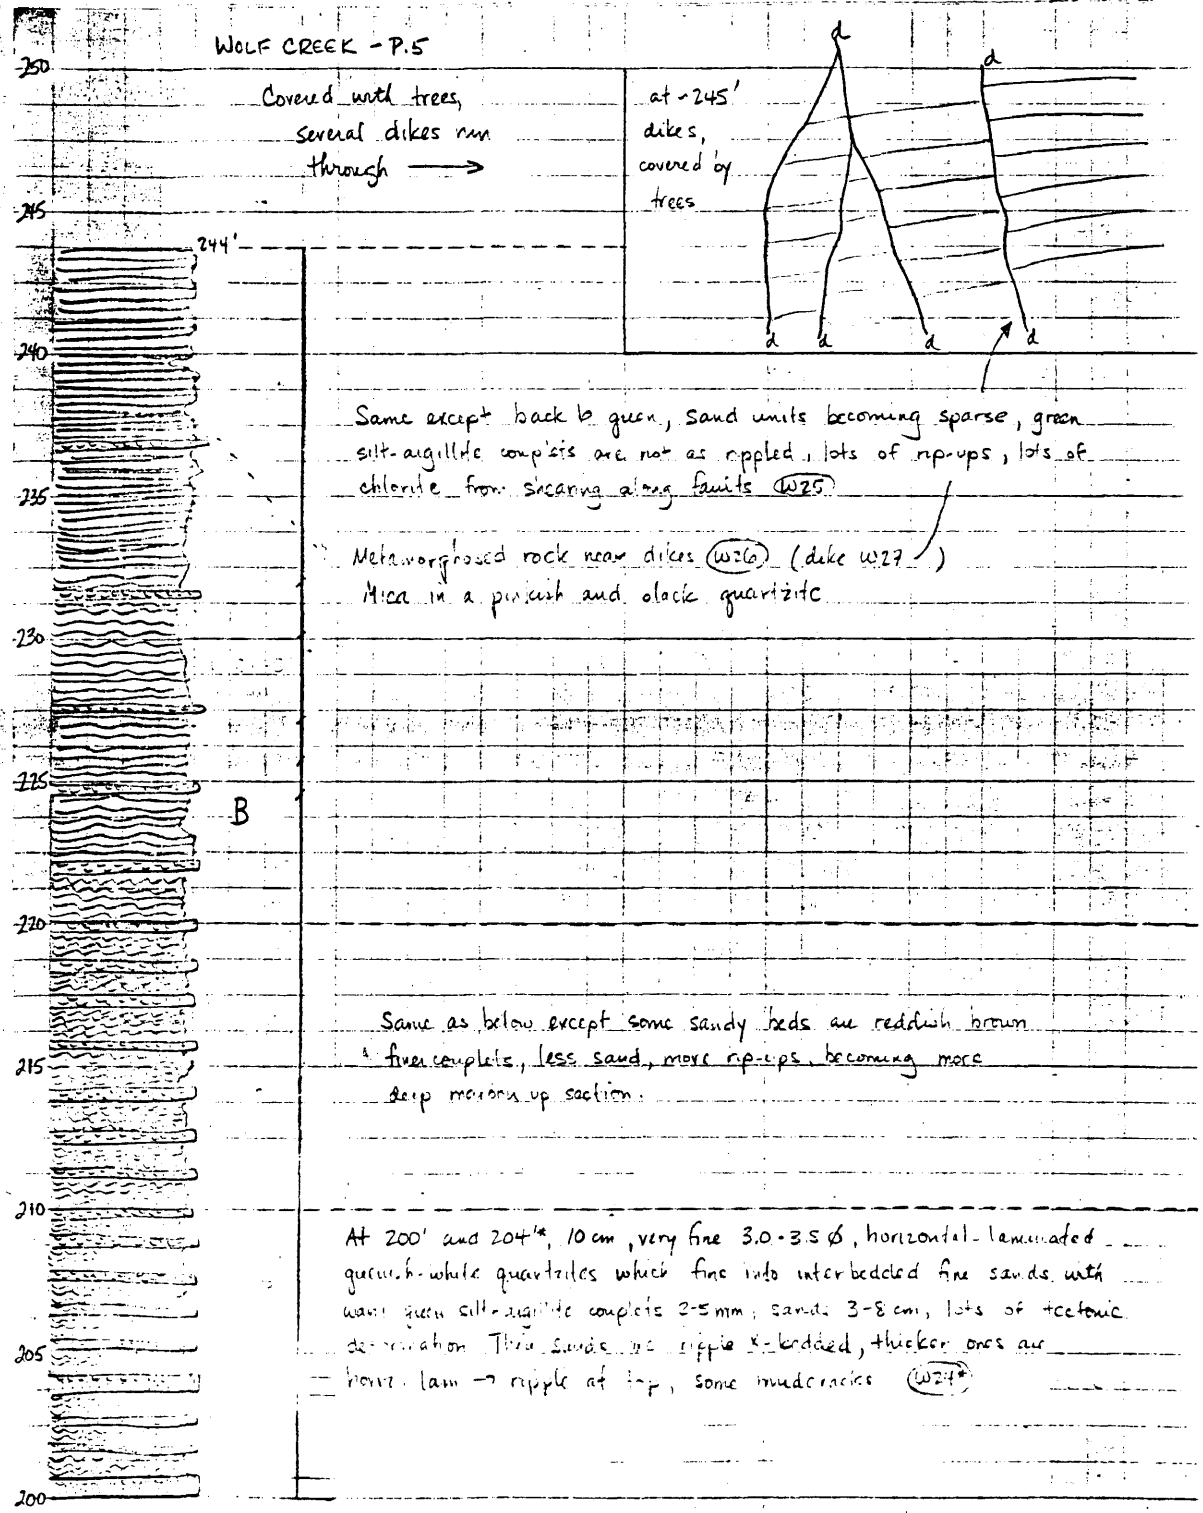 WOLF CREEK - P.5
250
Covered with trees,
several dikes run
through →
at ~245'
dikes,
covered by
trees
d
d
d
d
d
d
245
244'
240
Same except back to green, sand units becoming sparse, green
silt-argillite couplets are not as rippled, lots of rip-ups, lots of
chlorite from shearing along faults W25
235
Metamorphosed rock near dikes W26 (dike W27)
Mica in a pinkish and black quartzite
230
225
B
220
Same as below except some sandy beds are reddish brown
finer couplets, less sand, more rip-ups, becoming more
deep maroon up section.
215
210
At 200' and 204'*, 10 cm, very fine 3.0-3.5 ø, horizontal-laminated
greenish-white quartzites which fine into interbedded fine sands with
wavy green silt-argillite couplets 2-5 mm, sands 3-8 cm, lots of tectonic
deformation Thin sands are ripple x-bedded, thicker ones are
205
horiz. lam → ripple at top, some mudcracks W24*
200